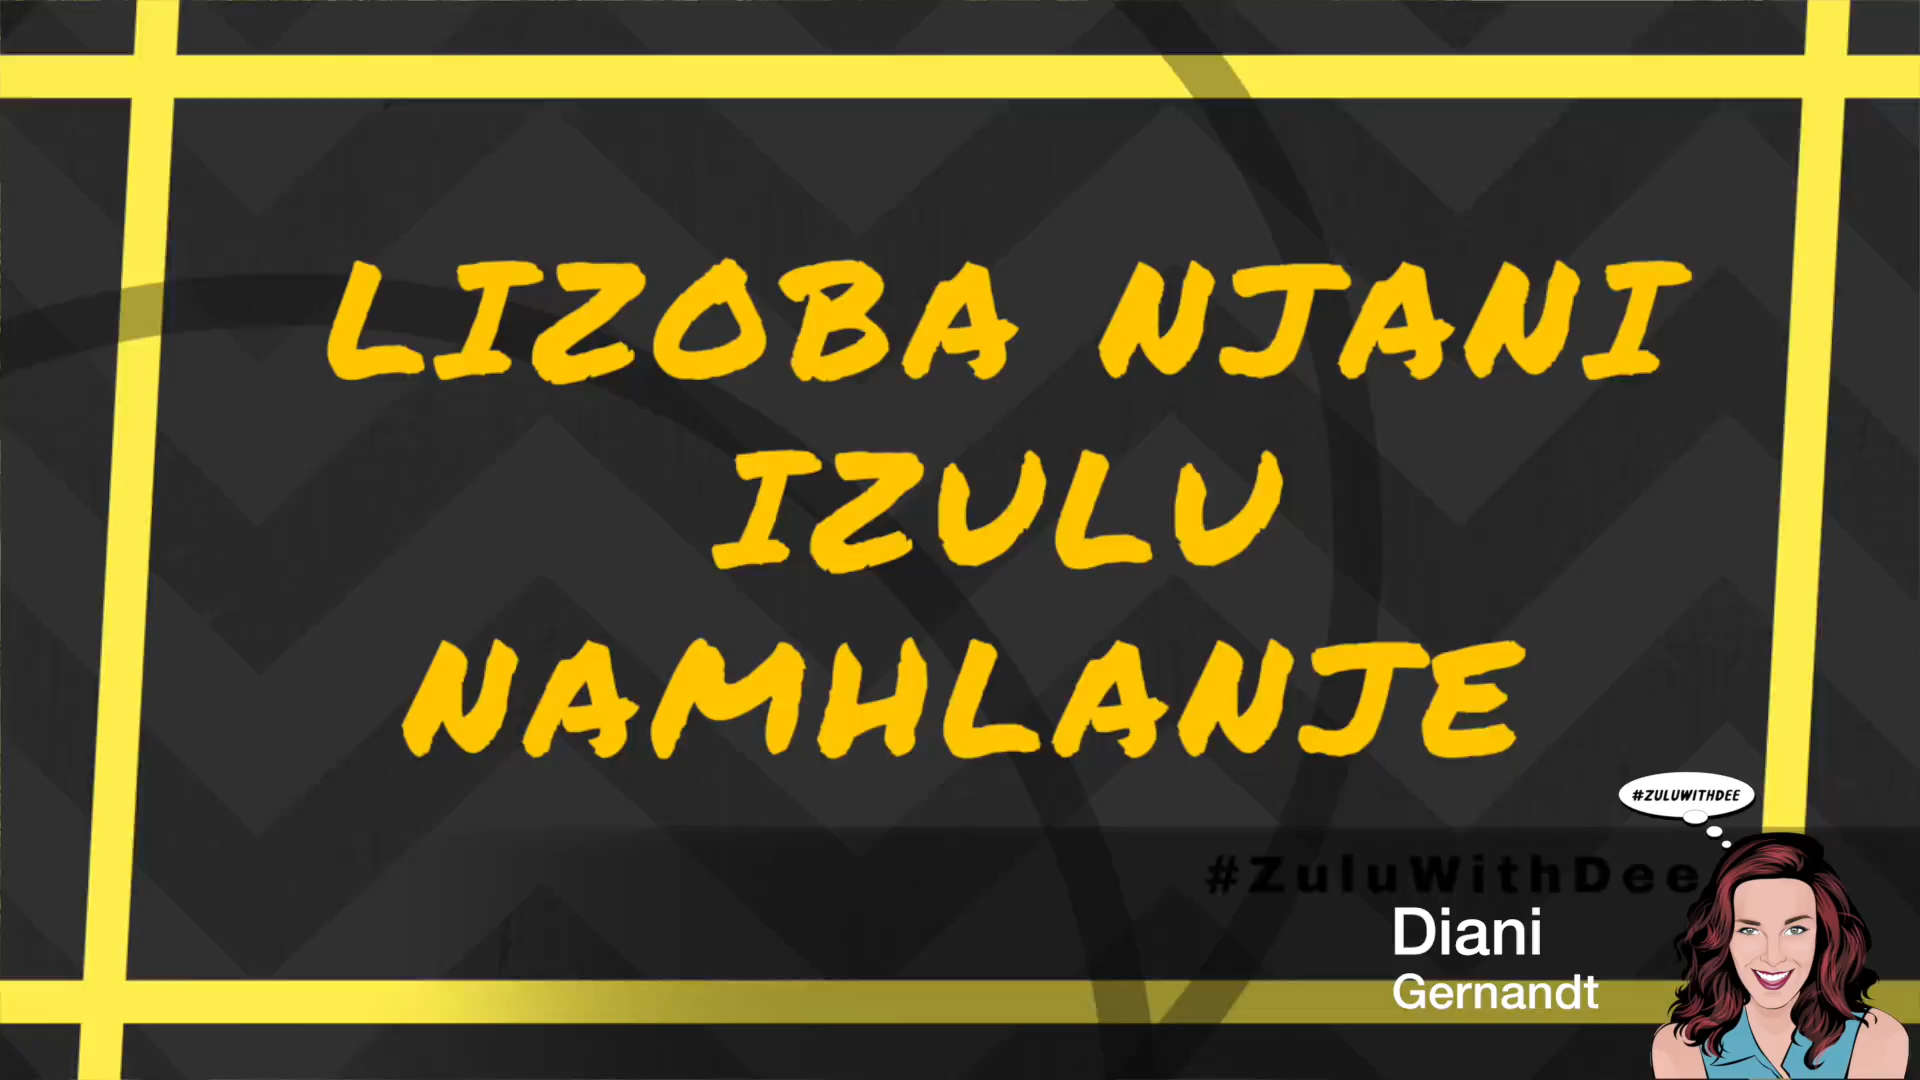 LIZOBA NJANI
IZULU
NAMHLANJE
#ZULUWITHDEE
#ZuluWithDee
Diani
Gernandt